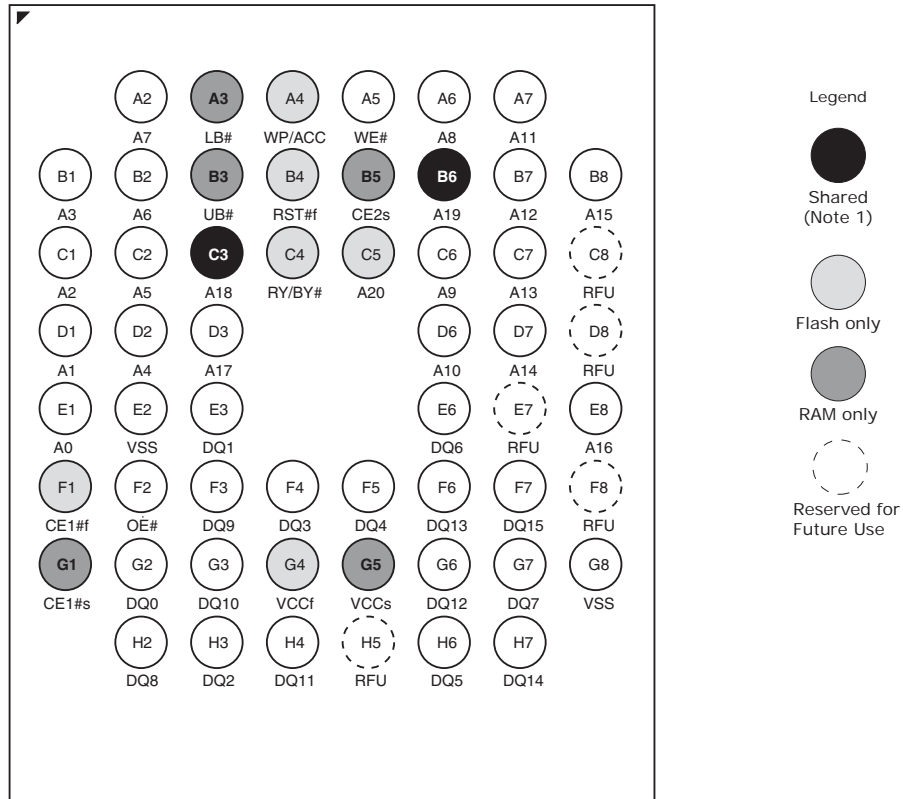 A2 A3 A4 A5 A6 A7
A7 LB# WP/ACC WE# A8 A11
B1 B2 B3 B4 B5 B6 B7 B8
A3 A6 UB# RST#f CE2s A19 A12 A15
C1 C2 C3 C4 C5 C6 C7 C8
A2 A5 A18 RY/BY# A20 A9 A13 RFU
D1 D2 D3 D6 D7 D8
A1 A4 A17 A10 A14 RFU
E1 E2 E3 E6 E7 E8
A0 VSS DQ1 DQ6 RFU A16
F1 F2 F3 F4 F5 F6 F7 F8
CE1#f OE# DQ9 DQ3 DQ4 DQ13 DQ15 RFU
G1 G2 G3 G4 G5 G6 G7 G8
CE1#s DQ0 DQ10 VCCf VCCs DQ12 DQ7 VSS
H2 H3 H4 H5 H6 H7
DQ8 DQ2 DQ11 RFU DQ5 DQ14
Legend
Shared
(Note 1)
Flash only
RAM only
Reserved for
Future Use